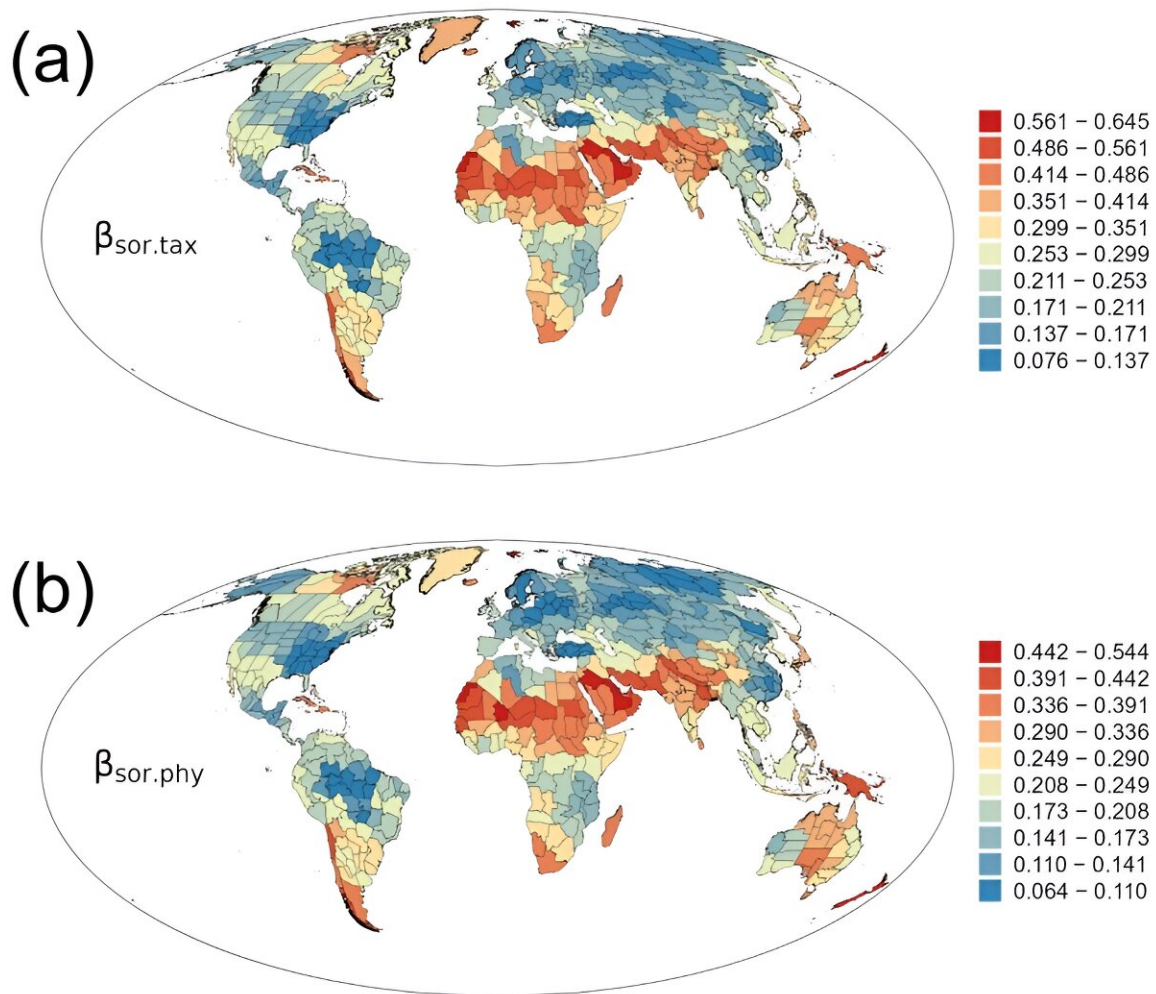 (a)
βsor.tax
0.561 – 0.645
0.486 – 0.561
0.414 – 0.486
0.351 – 0.414
0.299 – 0.351
0.253 – 0.299
0.211 – 0.253
0.171 – 0.211
0.137 – 0.171
0.076 – 0.137
(b)
βsor.phy
0.442 – 0.544
0.391 – 0.442
0.336 – 0.391
0.290 – 0.336
0.249 – 0.290
0.208 – 0.249
0.173 – 0.208
0.141 – 0.173
0.110 – 0.141
0.064 – 0.110